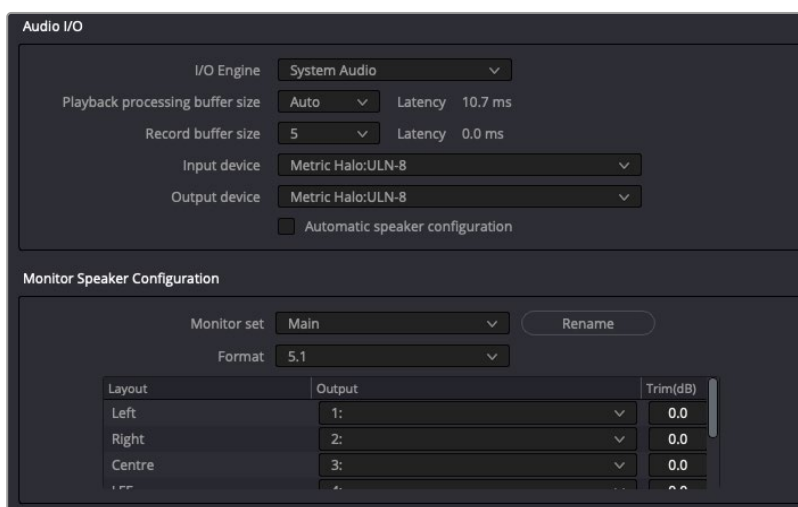 Audio I/O
I/O Engine System Audio
Playback processing buffer size Auto Latency 10.7 ms
Record buffer size 5 Latency 0.0 ms
Input device Metric Halo:ULN-8
Output device Metric Halo:ULN-8
Automatic speaker configuration
Monitor Speaker Configuration
Monitor set Main Rename
Format 5.1
Layout Output Trim(dB)
Left 1: 0.0
Right 2: 0.0
Centre 3: 0.0